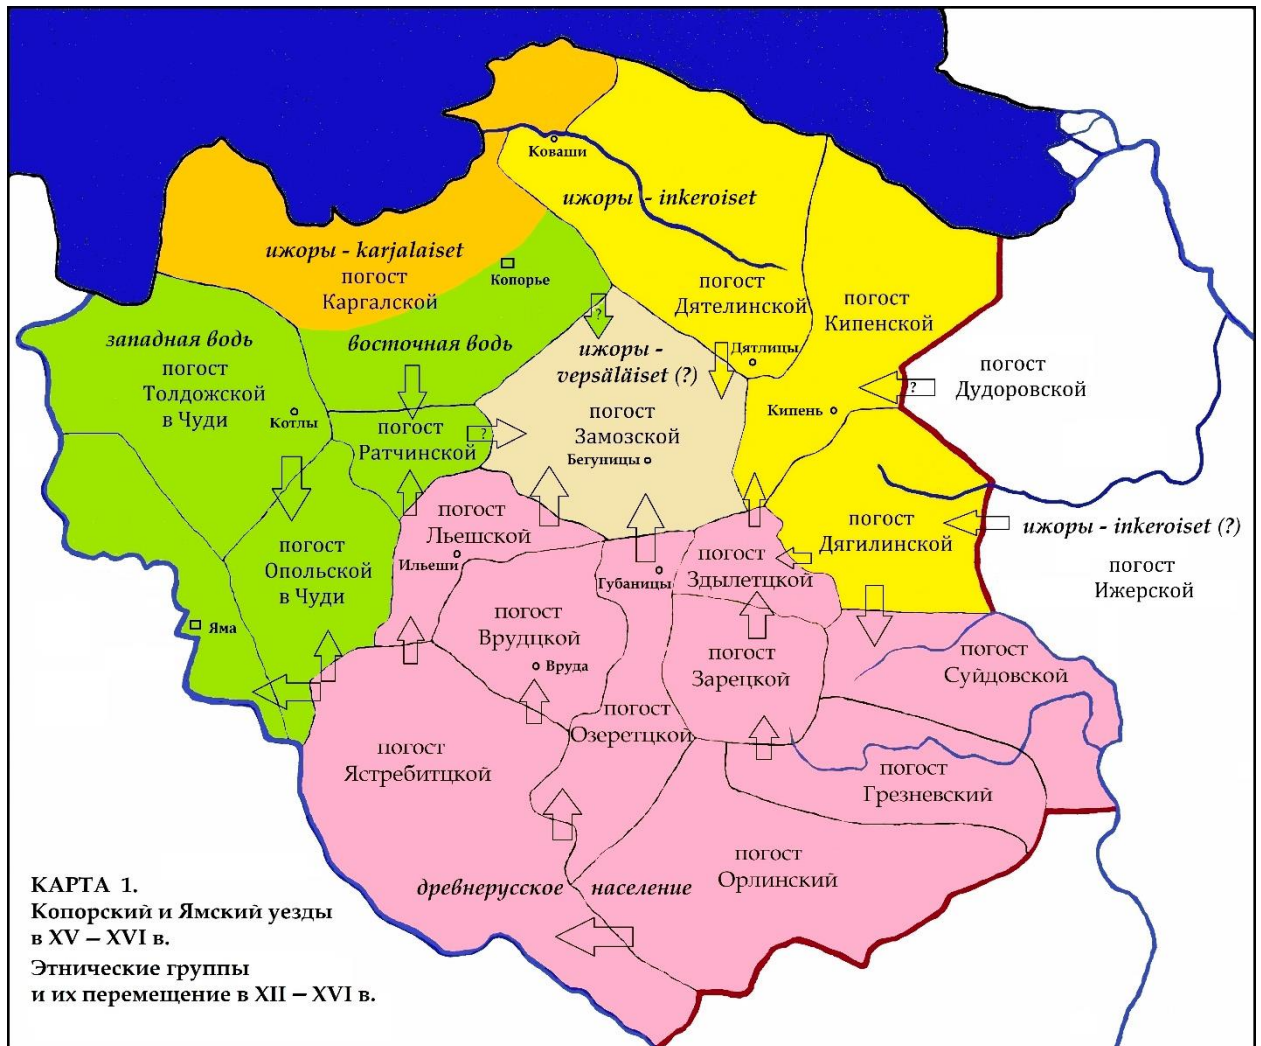 Коваши
ижоры - inkeroiset
ижоры - karjalaiset
погост
Каргалской
Копорье
погост
Дятелинской
погост
Кипенской
западная водь
погост
Толдожской
в Чуди
восточная водь
?
ижоры -
vepsäläiset (?)
Дятлицы
погост
Дудоровской
?
Котлы
погост
Ратчинской
?
погост
Замозской
Бегуницы
Кипень
погост
Льешской
Ильеши
погост
Опольской
в Чуди
Губаницы
погост
Здылетцкой
погост
Дягилинской
ижоры - inkeroiset (?)
погост
Ижерской
Яма
погост
Врудцкой
Вруда
погост
Зарецкой
погост
Суйдовской
погост
Озеретцкой
погост
Ястребитцкой
погост
Грезневский
погост
Орлинский
древнерусское население
КАРТА 1.
Копорский и Ямский уезды
в XV – XVI в.
Этнические группы
и их перемещение в XII – XVI в.